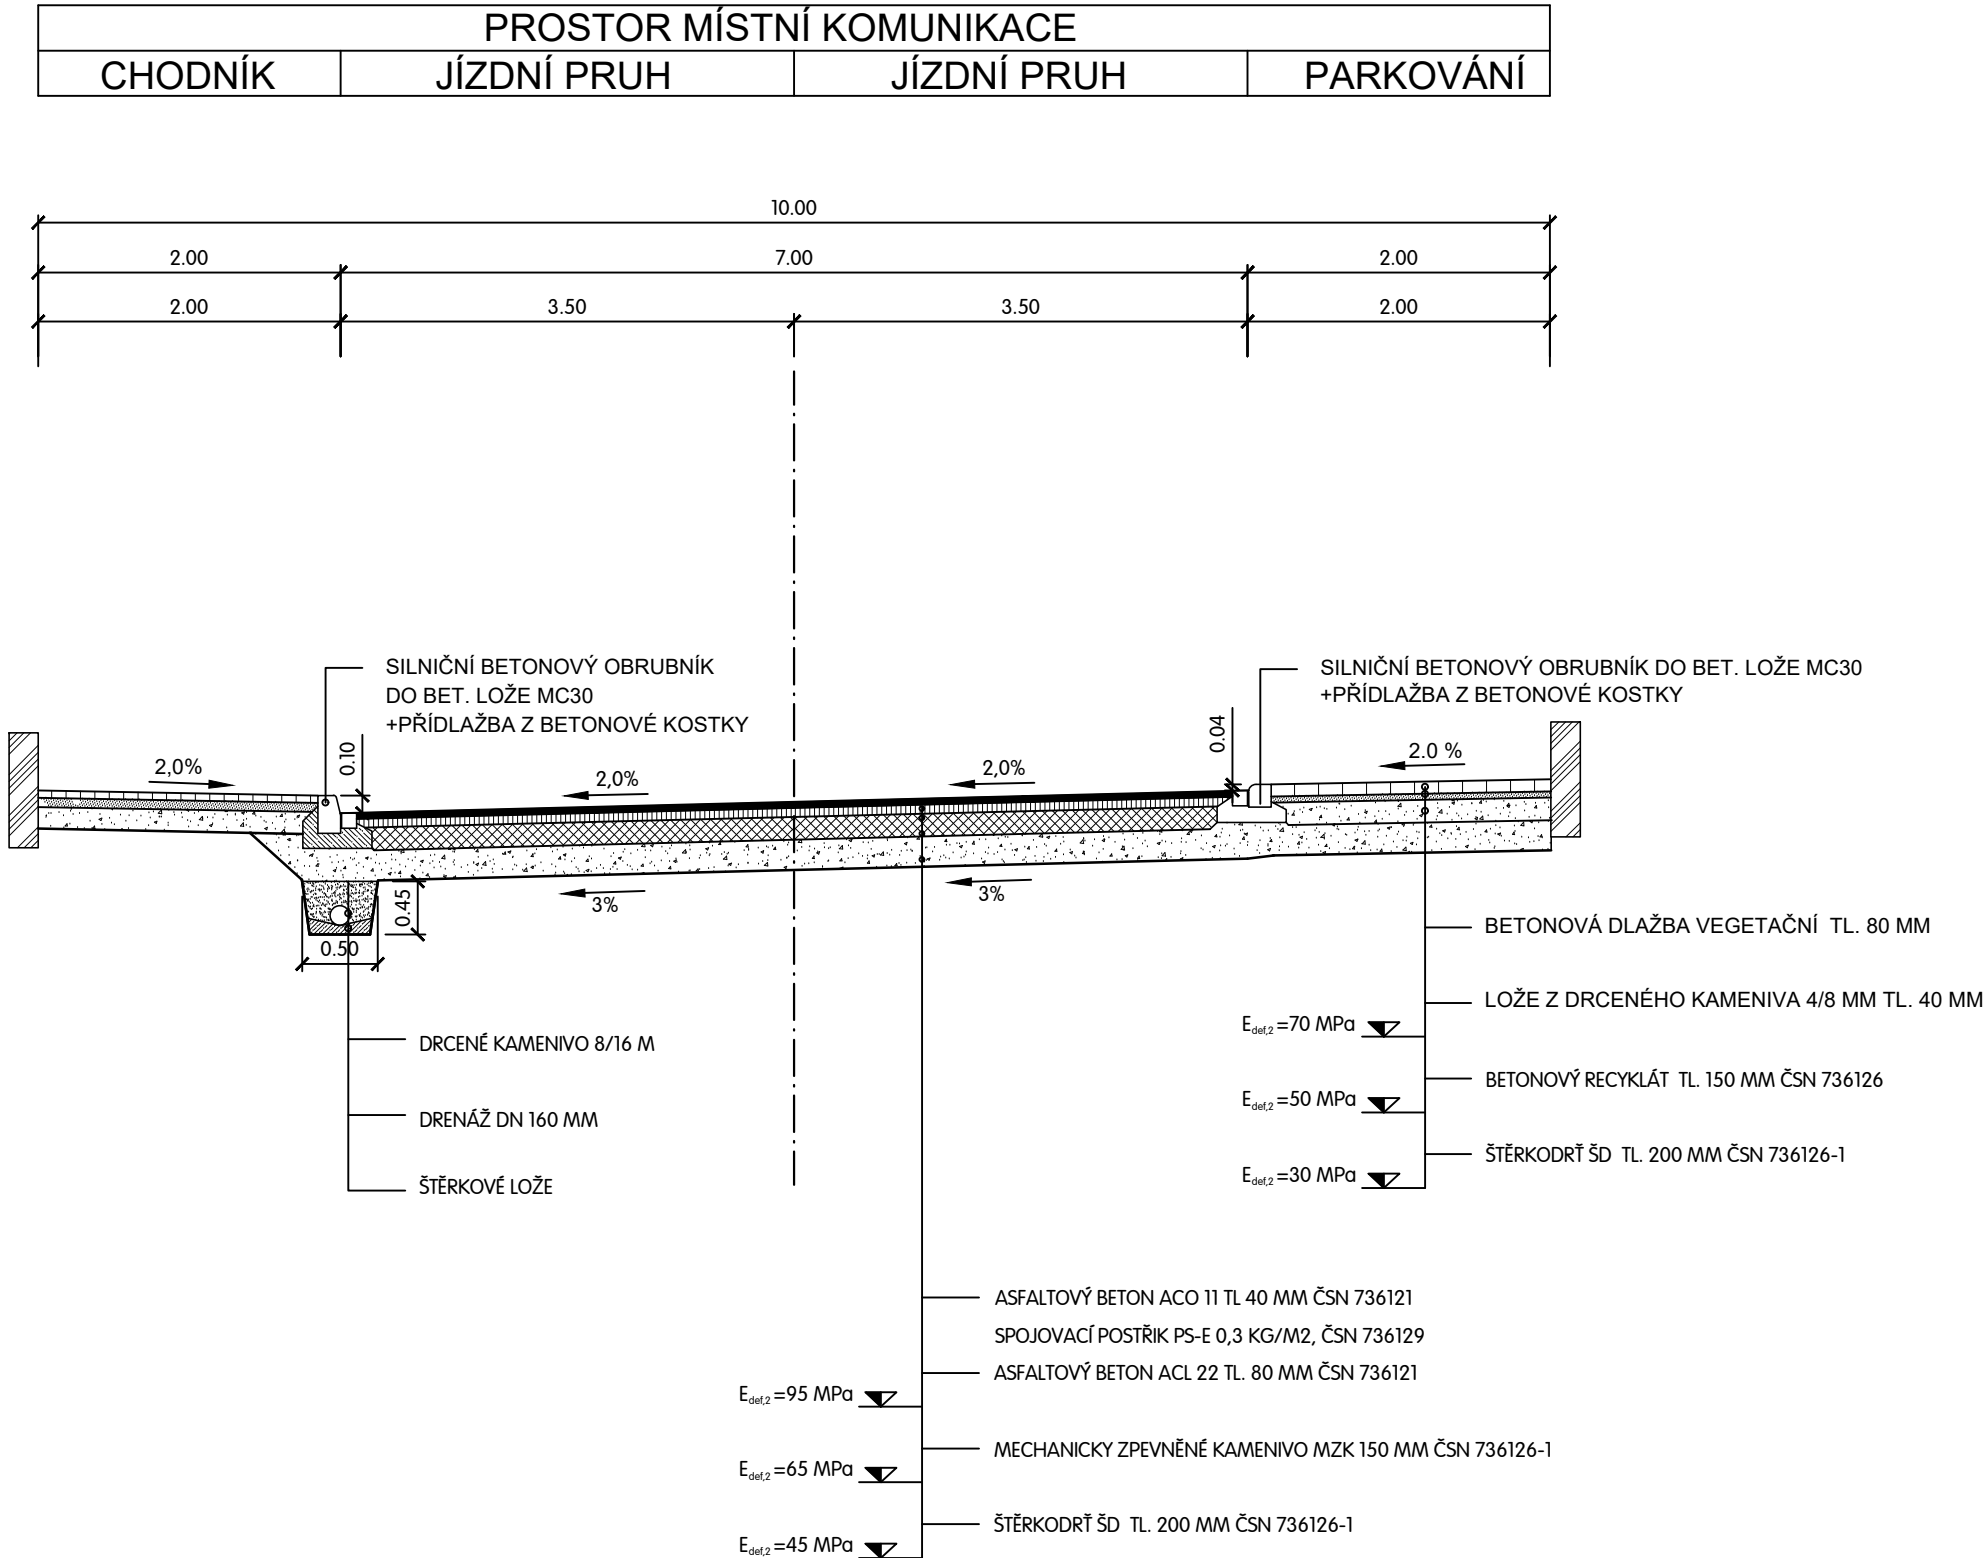 PROSTOR MÍSTNÍ KOMUNIKACE
CHODNÍK JÍZDNÍ PRUH JÍZDNÍ PRUH PARKOVÁNÍ
10.00
2.00 7.00 2.00
2.00 3.50 3.50 2.00
SILNIČNÍ BETONOVÝ OBRUBNÍK
DO BET. LOŽE MC30
+PŘÍDLAŽBA Z BETONOVÉ KOSTKY
SILNIČNÍ BETONOVÝ OBRUBNÍK DO BET. LOŽE MC30
+PŘÍDLAŽBA Z BETONOVÉ KOSTKY
2,0%
0.10
2,0%
2,0%
0.04
2.0 %
3%
3%
0.45
0.50
DRCENÉ KAMENIVO 8/16 M
DRENÁŽ DN 160 MM
ŠTĚRKOVÉ LOŽE
BETONOVÁ DLAŽBA VEGETAČNÍ TL. 80 MM
LOŽE Z DRCENÉHO KAMENIVA 4/8 MM TL. 40 MM
Edef,2 =70 MPa
BETONOVÝ RECYKLÁT TL. 150 MM ČSN 736126
Edef,2 =50 MPa
ŠTĚRKODRŤ ŠD TL. 200 MM ČSN 736126-1
Edef,2 =30 MPa
ASFALTOVÝ BETON ACO 11 TL 40 MM ČSN 736121
SPOJOVACÍ POSTŘIK PS-E 0,3 KG/M2, ČSN 736129
ASFALTOVÝ BETON ACL 22 TL. 80 MM ČSN 736121
Edef,2 =95 MPa
MECHANICKY ZPEVNĚNÉ KAMENIVO MZK 150 MM ČSN 736126-1
Edef,2 =65 MPa
ŠTĚRKODRŤ ŠD TL. 200 MM ČSN 736126-1
Edef,2 =45 MPa